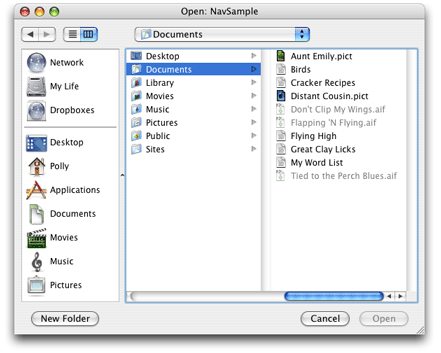 Open: NavSample
Documents
Network
My Life
Dropboxes
Desktop
Polly
Applications
Documents
Movies
Music
Pictures
Desktop
Documents
Library
Movies
Music
Pictures
Public
Sites
Aunt Emily.pict
Birds
Cracker Recipes
Distant Cousin.pict
Don't Clip My Wings.aif
Flapping 'N Flying.aif
Flying High
Great Clay Licks
My Word List
Tied to the Perch Blues.aif
New Folder
Cancel
Open